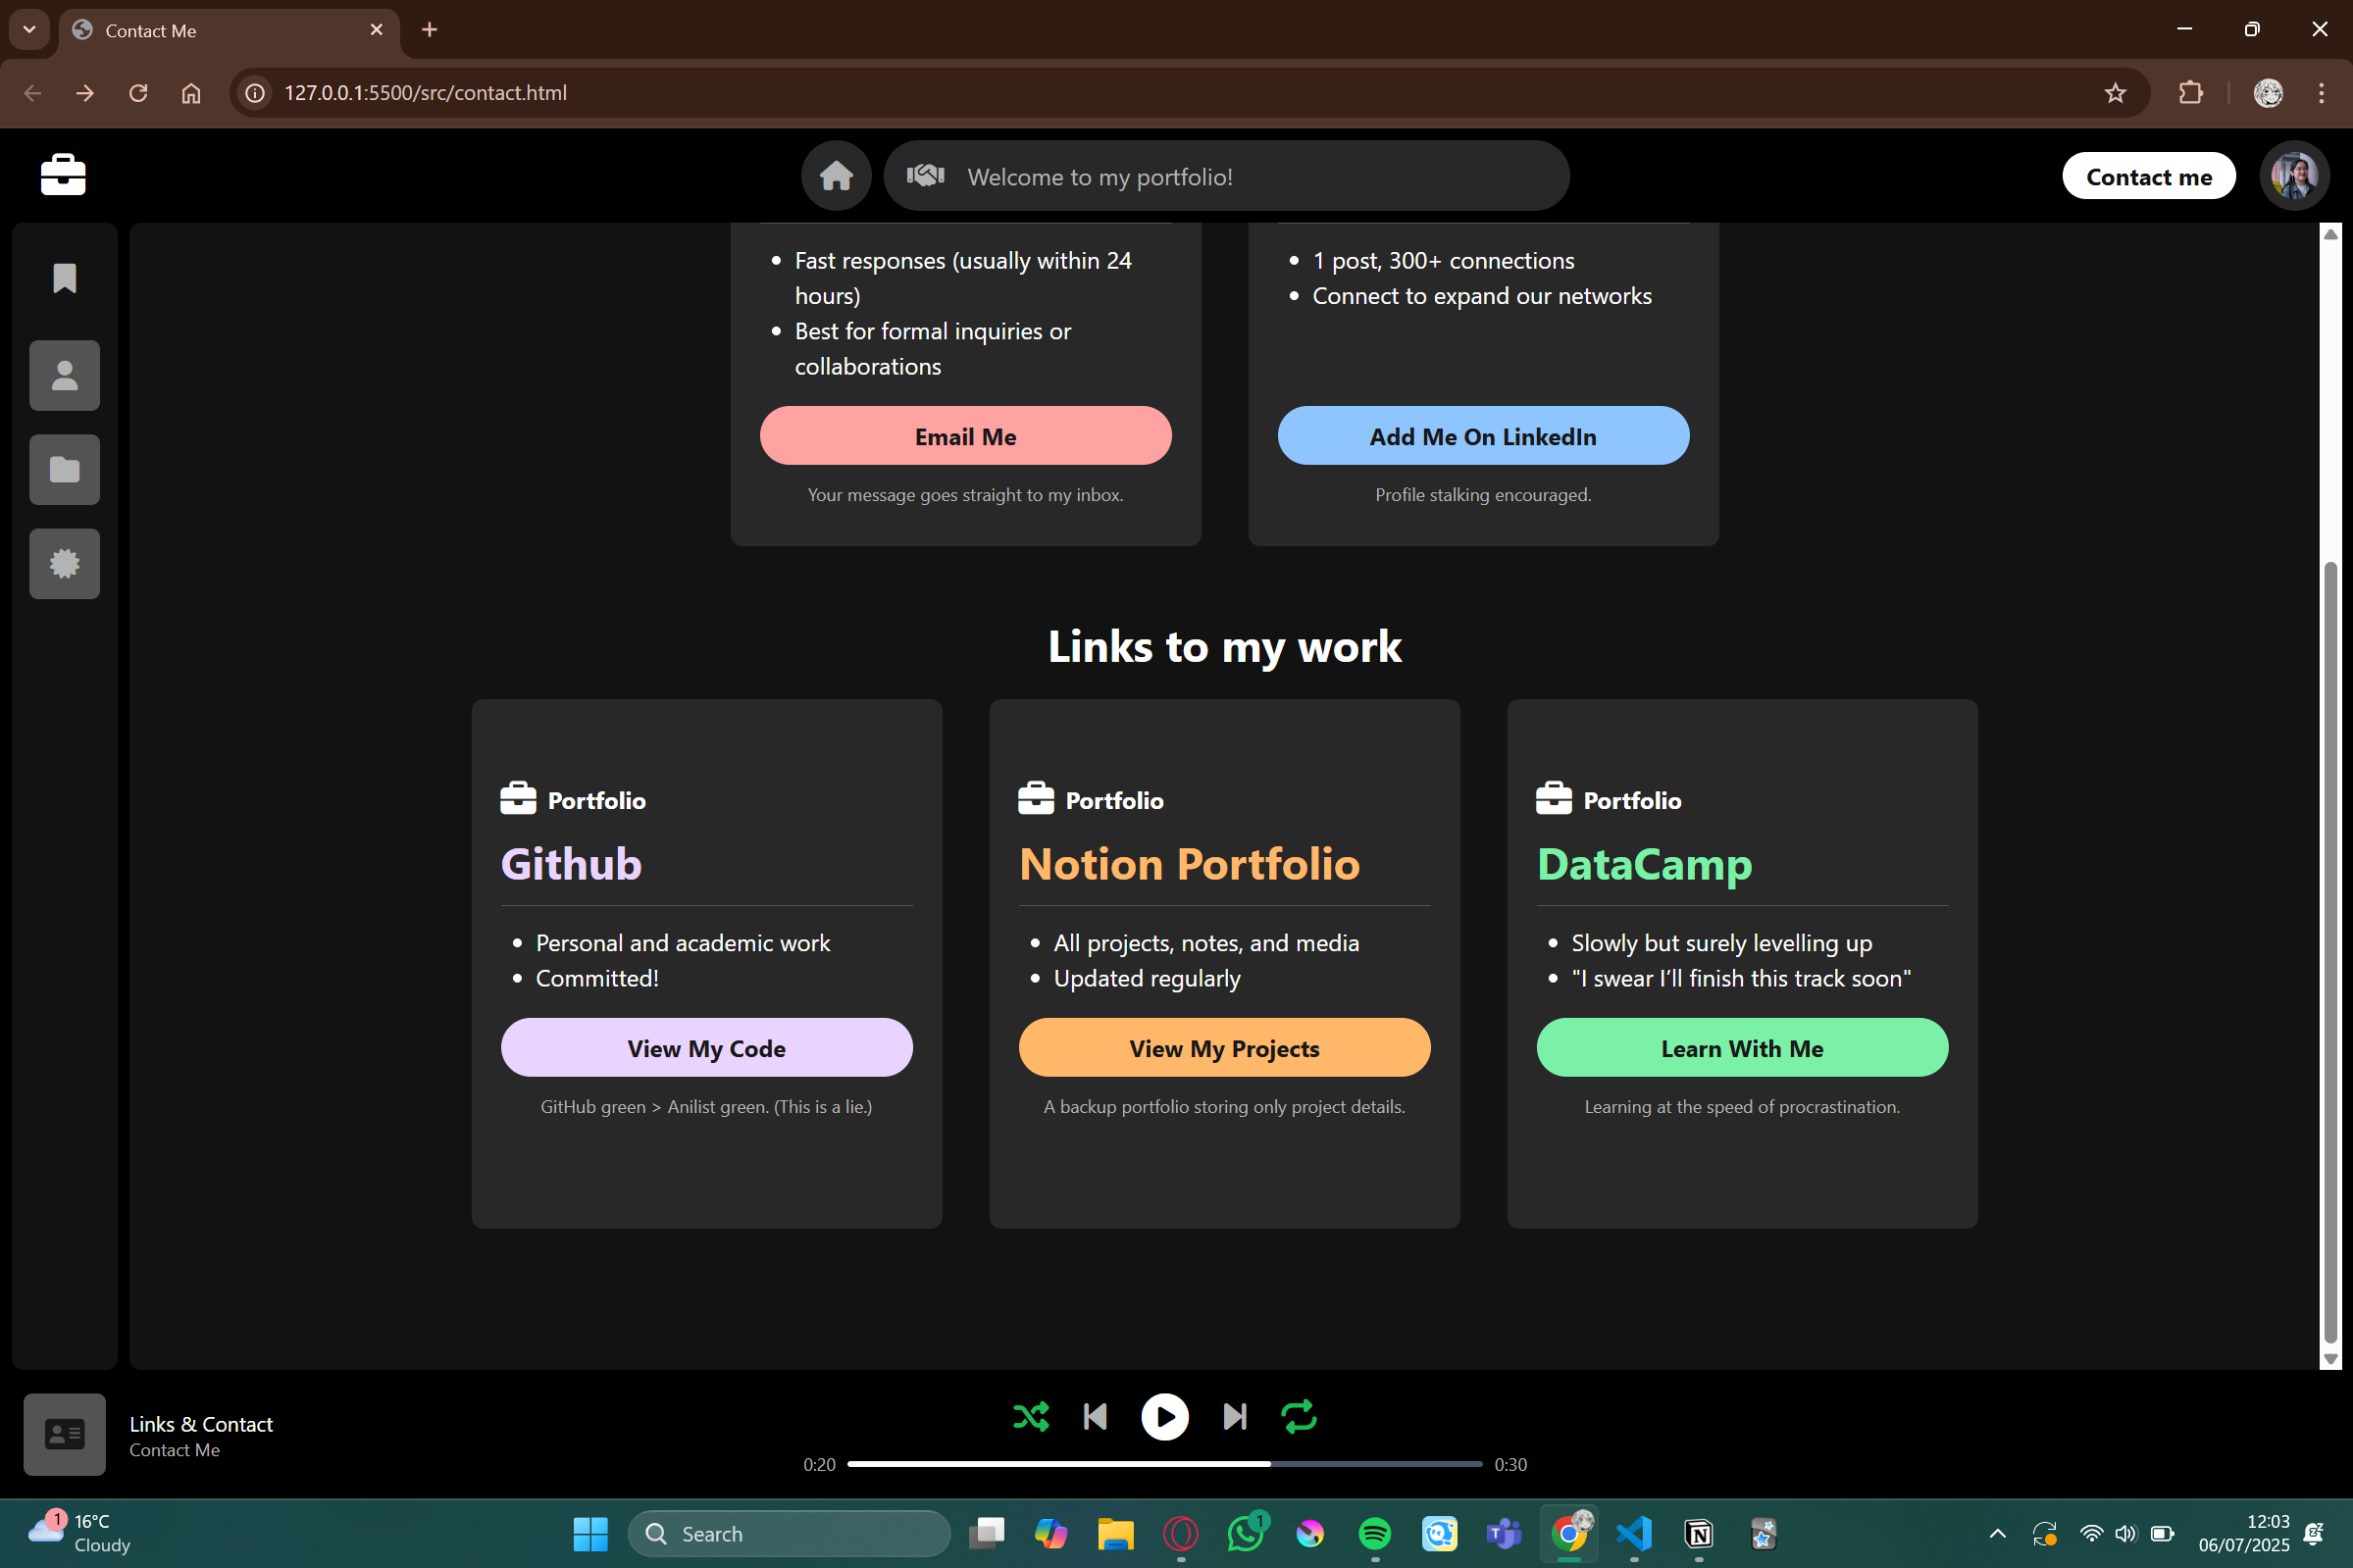 Contact Me
127.0.0.1:5500/src/contact.html
Welcome to my portfolio!
Contact me
Fast responses (usually within 24
hours)
Best for formal inquiries or
collaborations
Email Me
Your message goes straight to my inbox.
1 post, 300+ connections
Connect to expand our networks
Add Me On LinkedIn
Profile stalking encouraged.
Links to my work
Portfolio
Github
Personal and academic work
Committed!
View My Code
GitHub green > Anilist green. (This is a lie.)
Portfolio
Notion Portfolio
All projects, notes, and media
Updated regularly
View My Projects
A backup portfolio storing only project details.
Portfolio
DataCamp
Slowly but surely levelling up
"I swear I’ll finish this track soon"
Learn With Me
Learning at the speed of procrastination.
Links & Contact
Contact Me
0:20
0:30
1
16°C
Cloudy
Search
1
12:03
06/07/2025